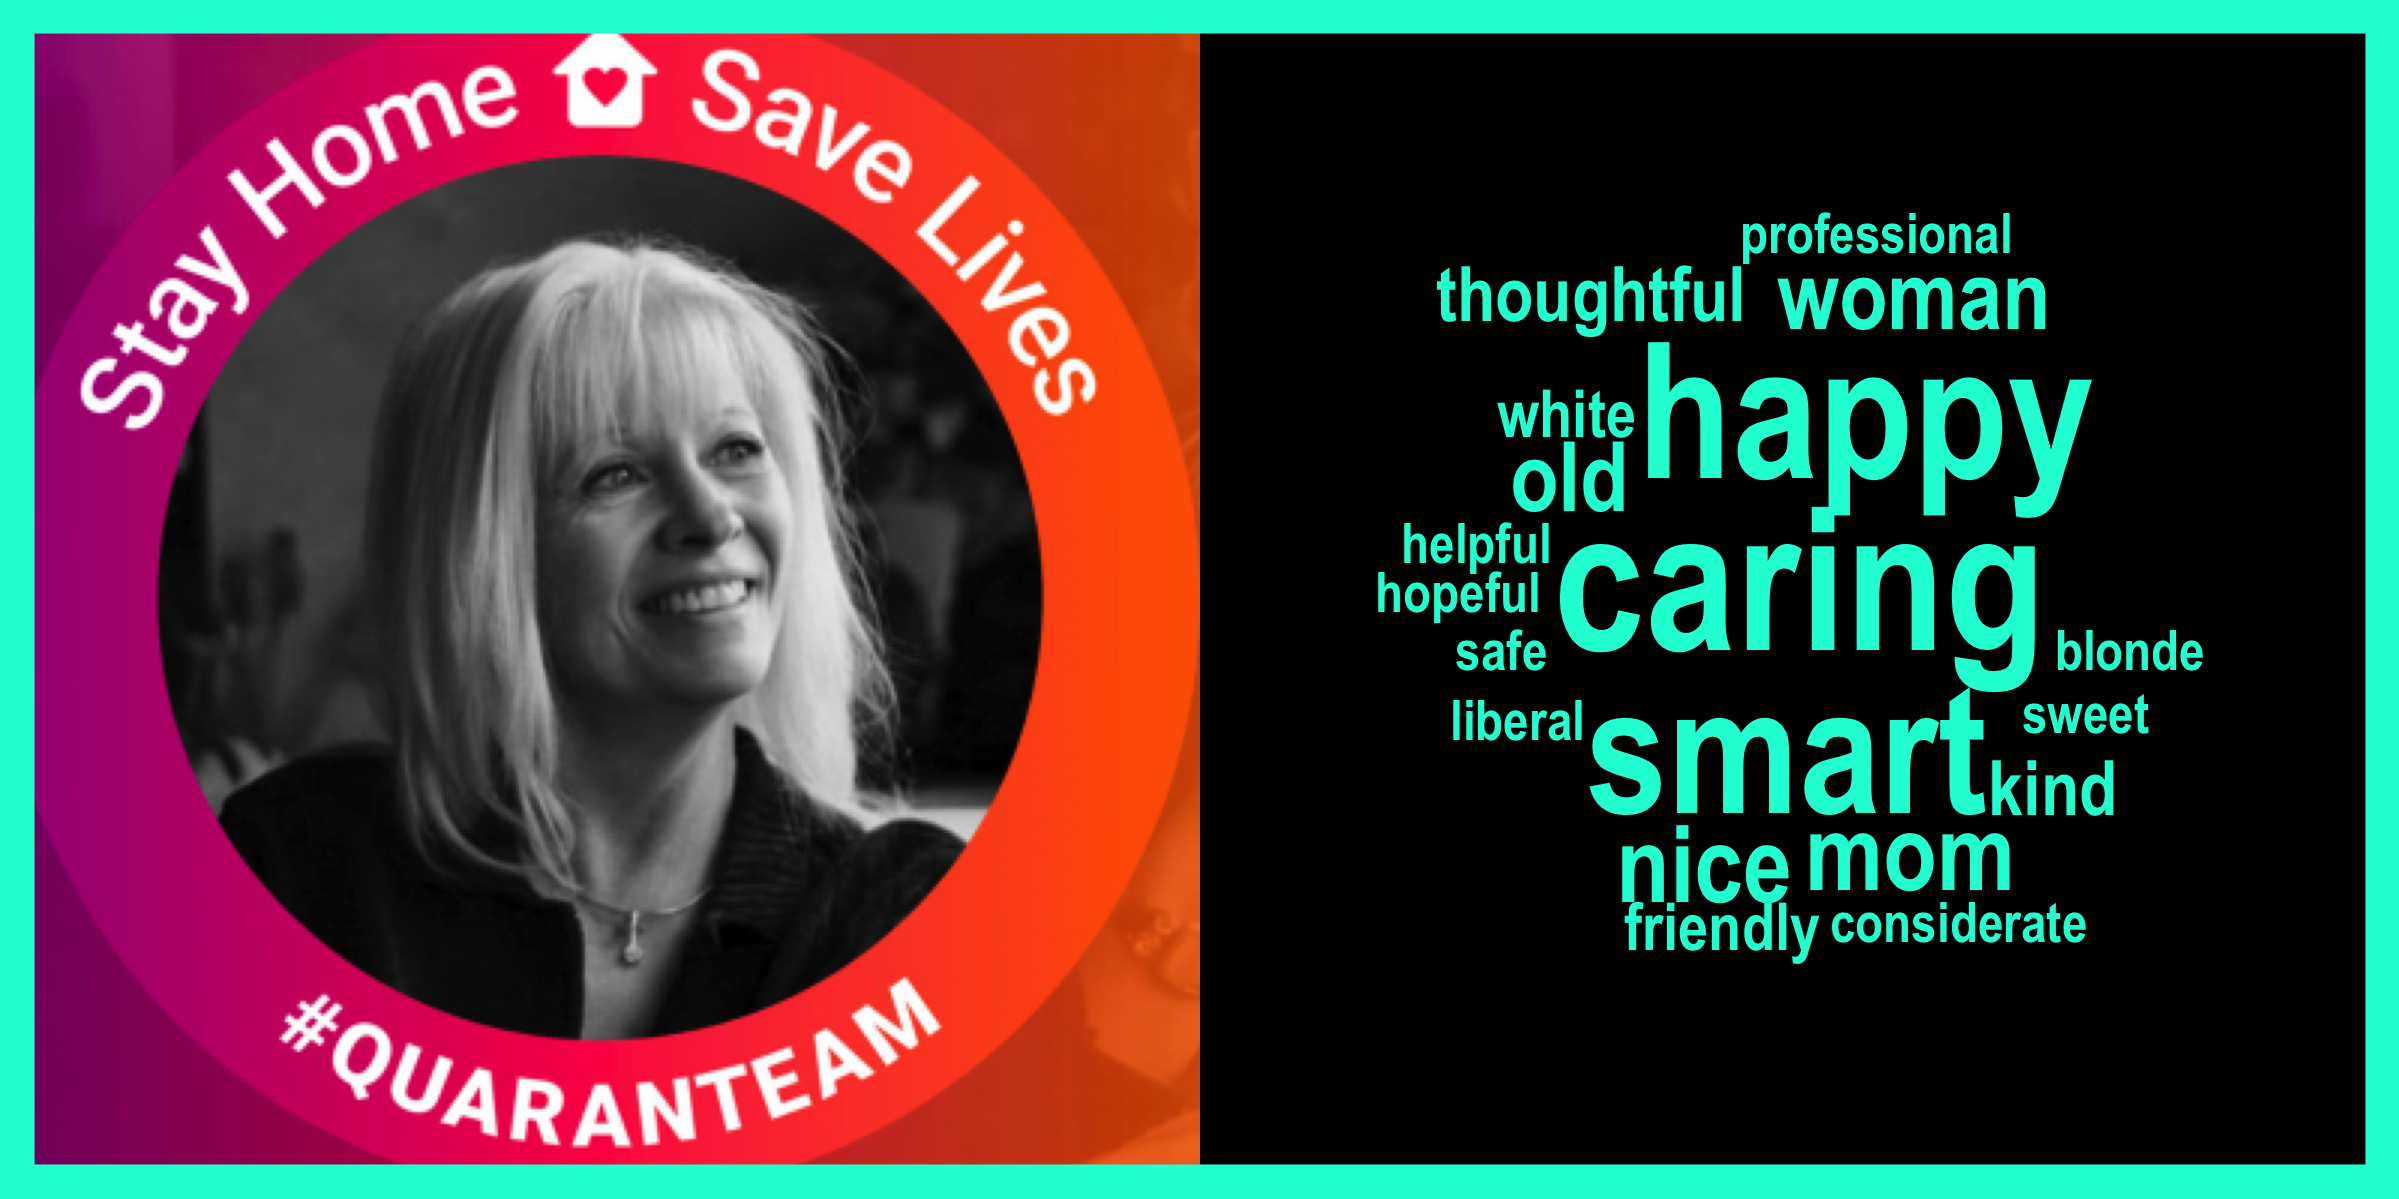 Stay Home Save Lives
#QUARANTEAM
professional
thoughtful woman
happy
white
old
caring
helpful
hopeful
safe
blonde
smart
liberal
sweet
kind
nice mom
friendly considerate